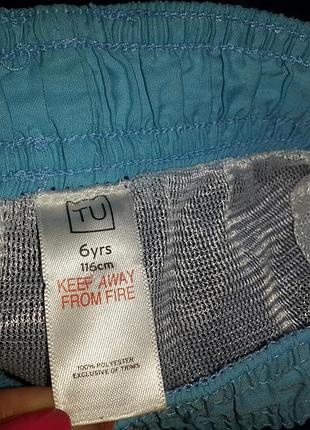 TU
6yrs
116cm
KEEP AWAY
FROM FIRE
100% POLYESTER
EXCLUSIVE OF TRIMS